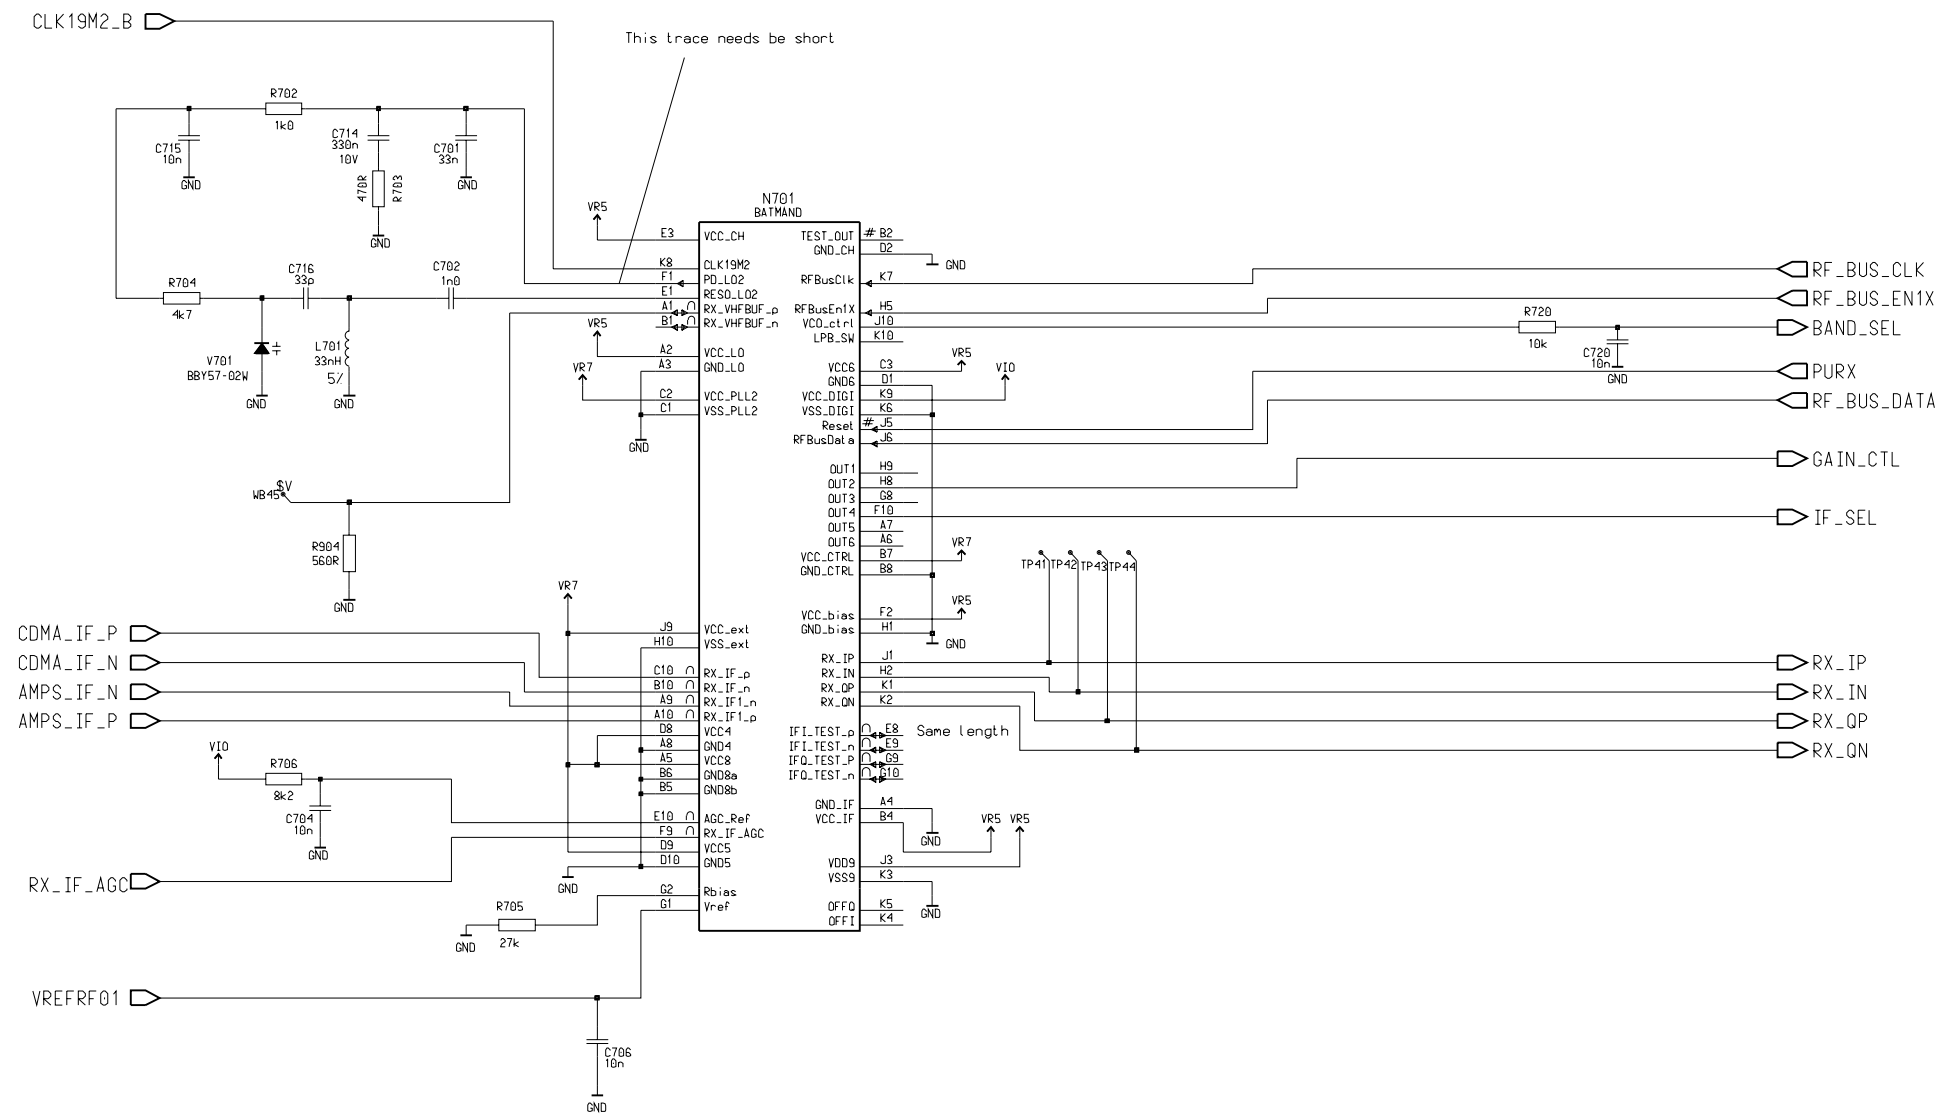 CLK19M2_B
This trace needs be short
R702
1k0
C715
10n
GND
C714
330n
10V
470R
R703
GND
C701
33n
GND
R704
4k7
C716
33p
C702
1n0
V701
BBY57-02W
GND
L701
33nH
5%
GND
$V
WB45
R904
560R
GND
N701
BATMAND
VR5
E3 VCC_CH
K8 CLK19M2
F1 PD_LO2
E1 RESO_LO2
A1 RX_VHFBUF_p
B1 RX_VHFBUF_n
VR5
A2 VCC_LO
A3 GND_LO
VR7
C2 VCC_PLL2
C1 VSS_PLL2
GND
VR7
J9 VCC_ext
H10 VSS_ext
C10 RX_IF_p
B10 RX_IF_n
A9 RX_IF1_n
A10 RX_IF1_p
D8 VCC4
A8 GND4
A5 VCC8
B6 GND8a
B5 GND8b
E10 AGC_Ref
F9 RX_IF_AGC
D9 VCC5
D10 GND5
GND
G2 Rbias
G1 Vref
CDMA_IF_P
CDMA_IF_N
AMPS_IF_N
AMPS_IF_P
VIO
R706
8k2
C704
10n
GND
RX_IF_AGC
R705
27k
GND
VREFRF01
C706
10n
GND
TEST_OUT # B2
GND_CH D2
GND
RFBusClk K7
RFBusEn1X H5
VCO_ctrl J10
LPB_SW K10
VCC6 C3
VR5
GND6 D1
VCC_DIGI K9
VIO
VSS_DIGI K6
Reset # J5
RFBusData J6
OUT1 H9
OUT2 H8
OUT3 G8
OUT4 F10
OUT5 A7
OUT6 A6
VCC_CTRL B7
VR7
GND_CTRL B8
VCC_bias F2
VR5
GND_bias H1
GND
RX_IP J1
RX_IN H2
RX_QP K1
RX_QN K2
IFI_TEST_p E8
Same length
IFI_TEST_n E9
IFQ_TEST_P G9
IFQ_TEST_n G10
GND_IF A4
VCC_IF B4
GND
VR5
VR5
VDD9 J3
VSS9 K3
GND
OFFQ K5
OFFI K4
TP41
TP42
TP43
TP44
R720
10k
C720
10n
GND
RF_BUS_CLK
RF_BUS_EN1X
BAND_SEL
PURX
RF_BUS_DATA
GAIN_CTL
IF_SEL
RX_IP
RX_IN
RX_QP
RX_QN